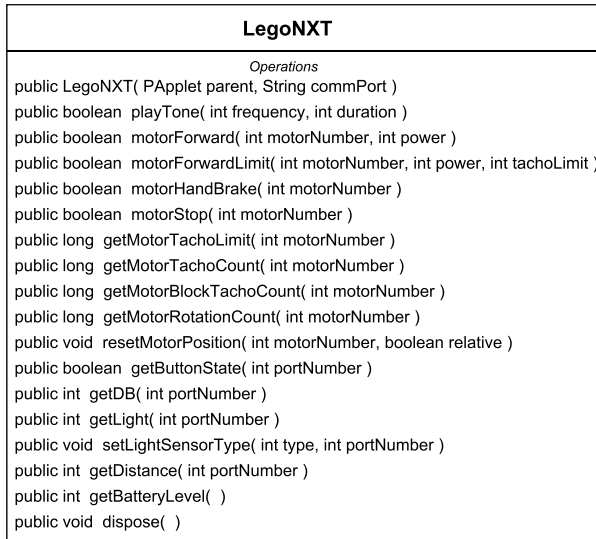 LegoNXT
Operations
public LegoNXT( PApplet parent, String commPort )
public boolean playTone( int frequency, int duration )
public boolean motorForward( int motorNumber, int power )
public boolean motorForwardLimit( int motorNumber, int power, int tachoLimit )
public boolean motorHandBrake( int motorNumber )
public boolean motorStop( int motorNumber )
public long getMotorTachoLimit( int motorNumber )
public long getMotorTachoCount( int motorNumber )
public long getMotorBlockTachoCount( int motorNumber )
public long getMotorRotationCount( int motorNumber )
public void resetMotorPosition( int motorNumber, boolean relative )
public boolean getButtonState( int portNumber )
public int getDB( int portNumber )
public int getLight( int portNumber )
public void setLightSensorType( int type, int portNumber )
public int getDistance( int portNumber )
public int getBatteryLevel( )
public void dispose( )